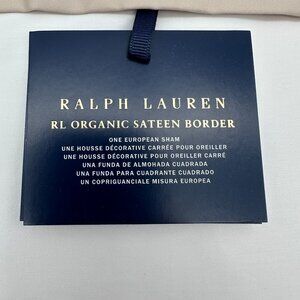 RALPH LAUREN
RL ORGANIC SATEEN BORDER
ONE EUROPEAN SHAM
UNE HOUSSE DÉCORATIVE CARRÉE POUR OREILLER
UNE HOUSSE DÉCORATIVE POUR OREILLER CARRÉ
UNA FUNDA DE ALMOHADA CUADRADA
UNA FUNDA PARA CUADRANTE CUADRADO
UN COPRIGUANCIALE MISURA EUROPEA